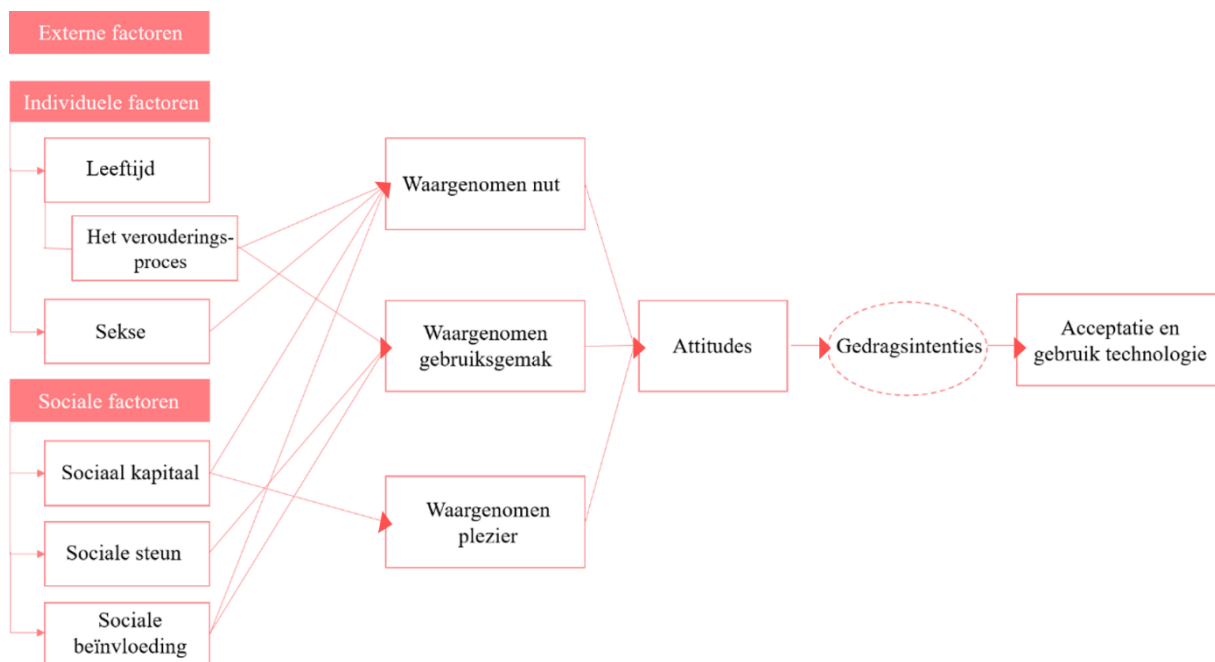 Externe factoren
Individuele factoren
Leeftijd
Het verouderings-
proces
Sekse
Sociale factoren
Sociaal kapitaal
Sociale steun
Sociale
beïnvloeding
Waargenomen nut
Waargenomen
gebruiksgemak
Waargenomen
plezier
Attitudes
Gedragsintenties
Acceptatie en
gebruik technologie